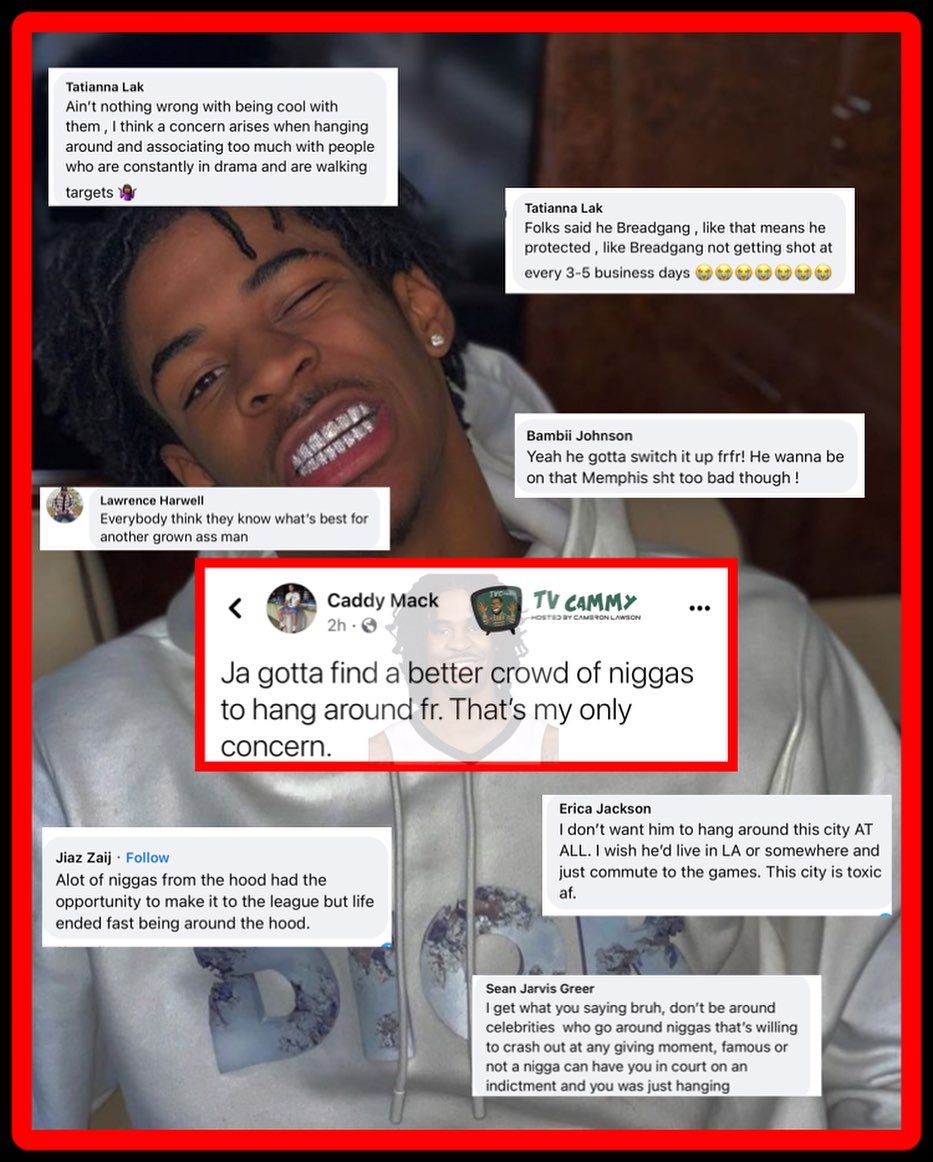 Tatianna Lak
Ain't nothing wrong with being cool with
them , I think a concern arises when hanging
around and associating too much with people
who are constantly in drama and are walking
targets 🤷🏾‍♀️
Tatianna Lak
Folks said he Breadgang , like that means he
protected , like Breadgang not getting shot at
every 3-5 business days 😭😭😭😭😭😭😭
Bambii Johnson
Yeah he gotta switch it up frfr! He wanna be
on that Memphis sht too bad though !
Lawrence Harwell
Everybody think they know what's best for
another grown ass man
Caddy Mack
2h ·
TVC
TV CAMMY
HOSTED BY CAMERON LAWSON
Ja gotta find a better crowd of niggas
to hang around fr. That's my only
concern.
Erica Jackson
I don't want him to hang around this city AT
ALL. I wish he'd live in LA or somewhere and
just commute to the games. This city is toxic
af.
Jiaz Zaij · Follow
Alot of niggas from the hood had the
opportunity to make it to the league but life
ended fast being around the hood.
DIOR
Sean Jarvis Greer
I get what you saying bruh, don't be around
celebrities who go around niggas that's willing
to crash out at any giving moment, famous or
not a nigga can have you in court on an
indictment and you was just hanging